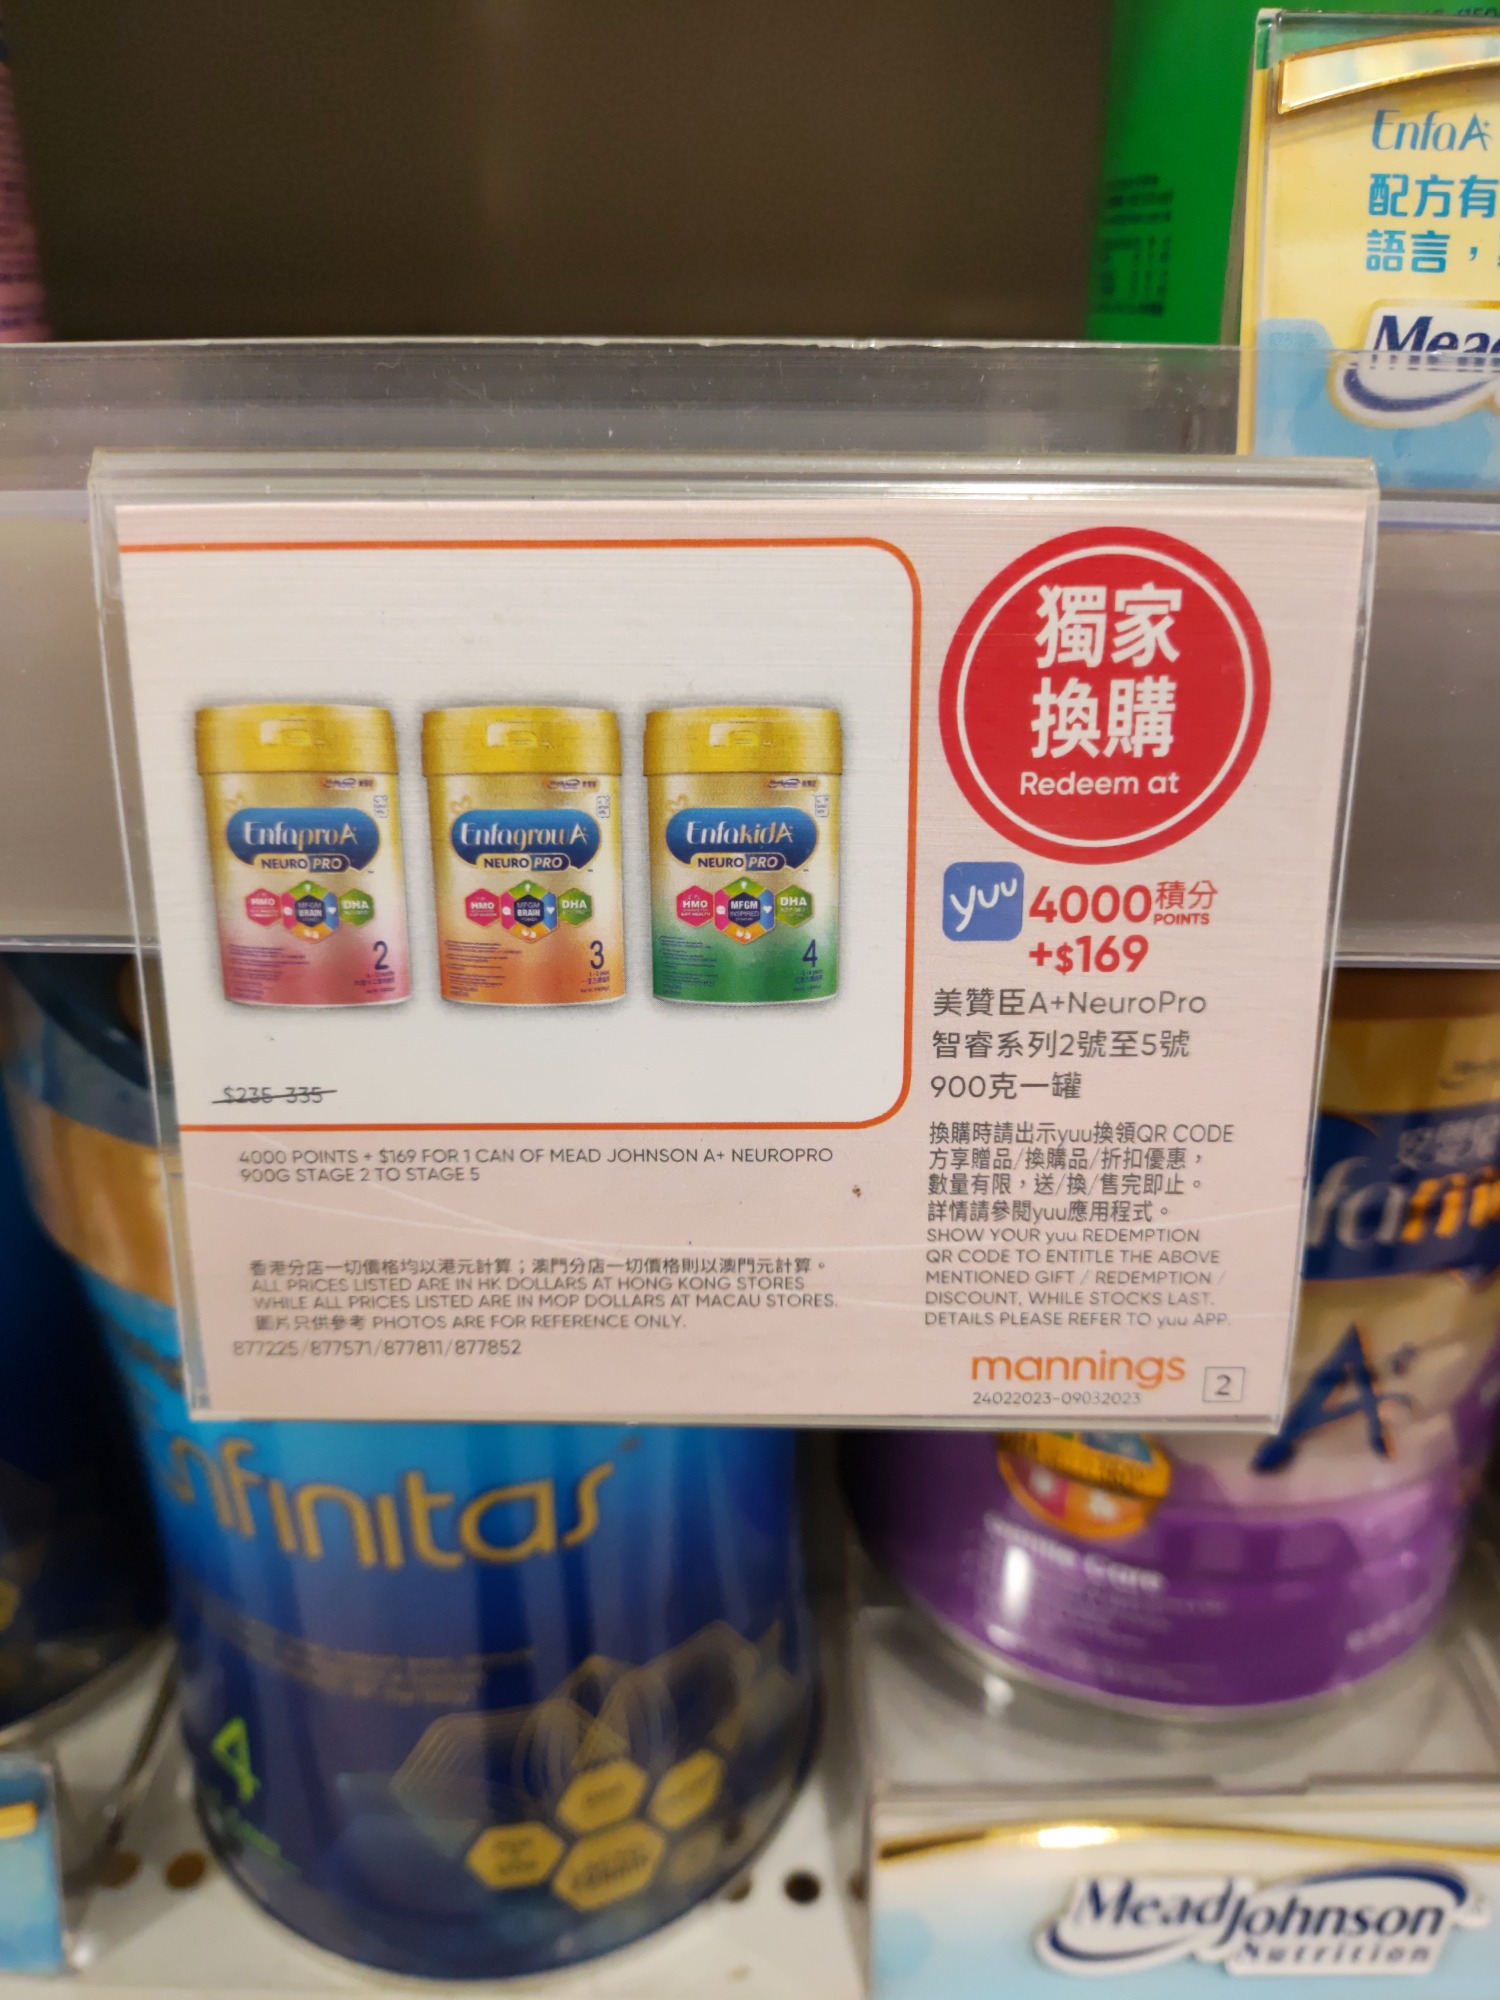 EnfaA+
配方有
語言，
Mead
獨家
換購
Redeem at
EnfaproA+
NEURO PRO
HMO
MFGM
BRAIN
DHA
2
EnfagrowA+
NEURO PRO
HMO
MFGM
BRAIN
DHA
3
EnfakidA+
NEURO PRO
HMO
MFGM
INSPIRED
DHA
4
yuu 4000積分
POINTS
+$169
美贊臣A+NeuroPro
智睿系列2號至5號
900克一罐
$235-335
4000 POINTS + $169 FOR 1 CAN OF MEAD JOHNSON A+ NEUROPRO
900G STAGE 2 TO STAGE 5
換購時請出示yuu換領QR CODE
方享贈品/換購品/折扣優惠，
數量有限，送/換/售完即止。
詳情請參閱yuu應用程式。
SHOW YOUR yuu REDEMPTION
QR CODE TO ENTITLE THE ABOVE
MENTIONED GIFT / REDEMPTION /
DISCOUNT, WHILE STOCKS LAST.
DETAILS PLEASE REFER TO yuu APP.
香港分店一切價格均以港元計算；澳門分店一切價格則以澳門元計算。
ALL PRICES LISTED ARE IN HK DOLLARS AT HONG KONG STORES
WHILE ALL PRICES LISTED ARE IN MOP DOLLARS AT MACAU STORES.
圖片只供參考 PHOTOS ARE FOR REFERENCE ONLY.
877225/877571/877811/877852
mannings 2
24022023-09032023
A+
nfinitas
4
MeadJohnson
Nutrition